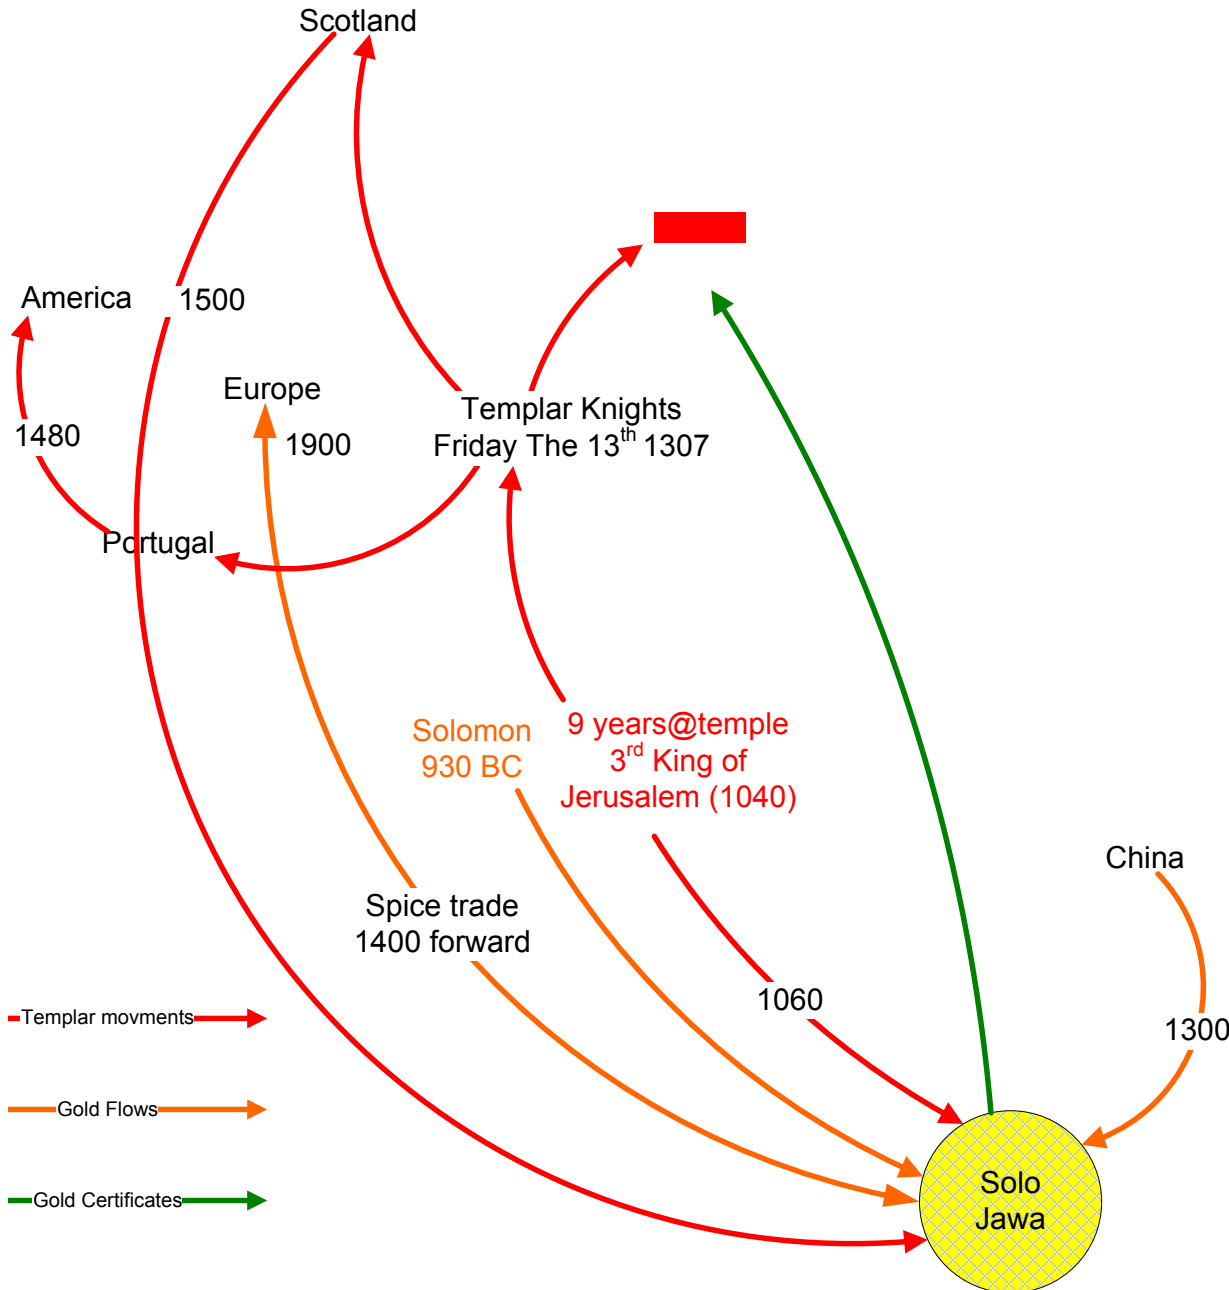 Scotland
America
1500
Europe
1900
Templar Knights
Friday The 13th 1307
1480
Portugal
Solomon
930 BC
9 years@temple
3rd King of
Jerusalem (1040)
China
Spice trade
1400 forward
1060
1300
Templar movments
Gold Flows
Gold Certificates
Solo
Jawa